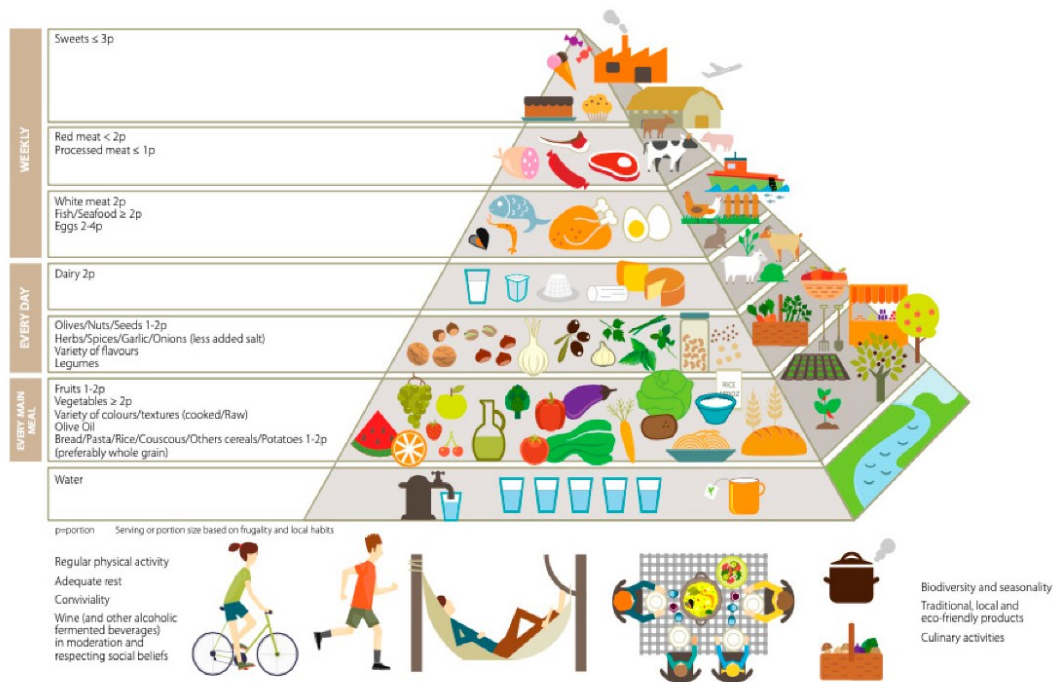 WEEKLY
Sweets ≤ 3p
Red meat < 2p
Processed meat ≤ 1p
White meat 2p
Fish/Seafood ≥ 2p
Eggs 2-4p
EVERY DAY
Dairy 2p
Olives/Nuts/Seeds 1-2p
Herbs/Spices/Garlic/Onions (less added salt)
Variety of flavours
Legumes
EVERY MAIN
MEAL
Fruits 1-2p
Vegetables ≥ 2p
Variety of colours/textures (cooked/Raw)
Olive Oil
Bread/Pasta/Rice/Couscous/Others cereals/Potatoes 1-2p
(preferably whole grain)
RICE
Water
p=portion Serving or portion size based on frugality and local habits
Regular physical activity
Adequate rest
Conviviality
Wine (and other alcoholic
fermented beverages)
in moderation and
respecting social beliefs
Biodiversity and seasonality
Traditional, local and
eco-friendly products
Culinary activities